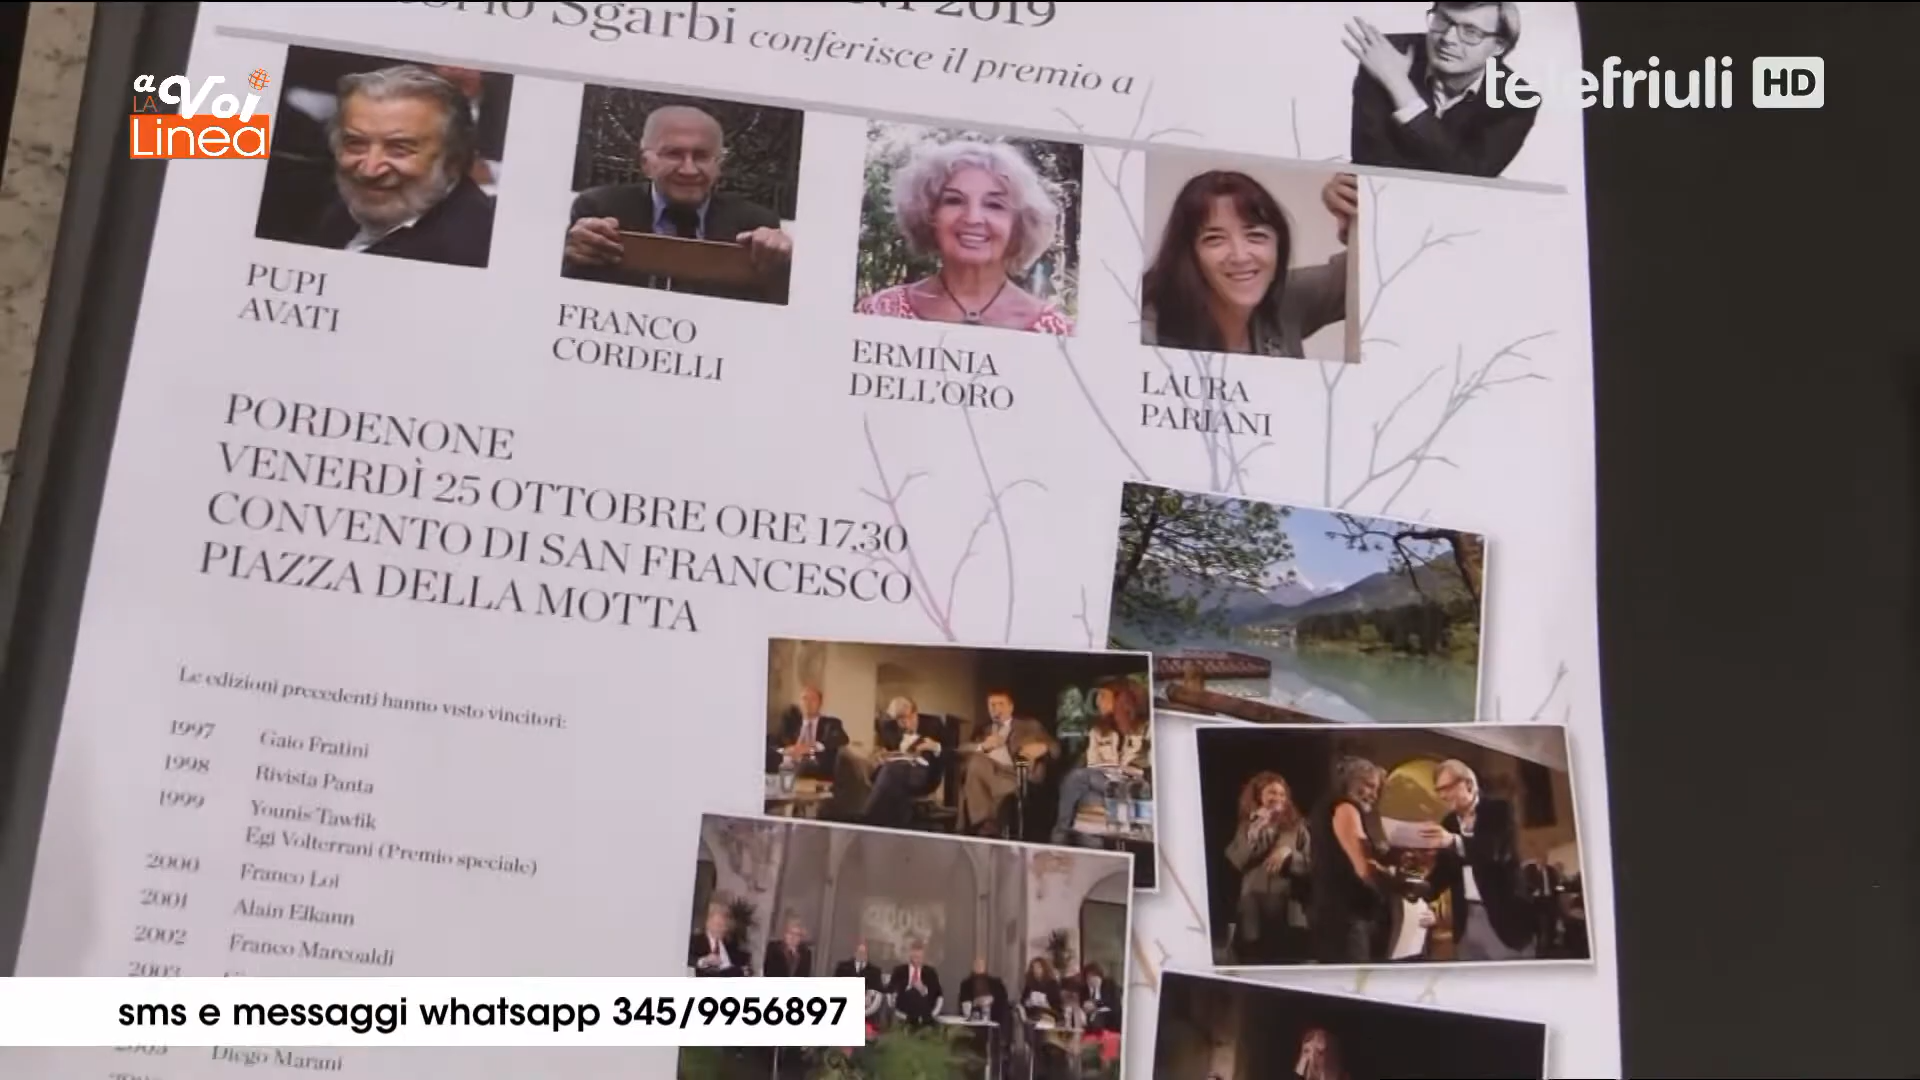 2019
Sgarbi conferisce il premio a
a Voi
LA
Linea
telefriuli HD
PUPI
AVATI
FRANCO
CORDELLI
ERMINIA
DELL'ORO
LAURA
PARIANI
PORDENONE
VENERDÌ 25 OTTOBRE ORE 17.30
CONVENTO DI SAN FRANCESCO
PIAZZA DELLA MOTTA
Le edizioni precedenti hanno visto vincitori:
1997 Gaio Fratini
1998 Rivista Panta
1999 Younis Tawfik
Egi Volterrani (Premio speciale)
2000 Franco Loi
2001 Alain Elkann
2002 Franco Marcoaldi
2003
sms e messaggi whatsapp 345/9956897
Diego Marani